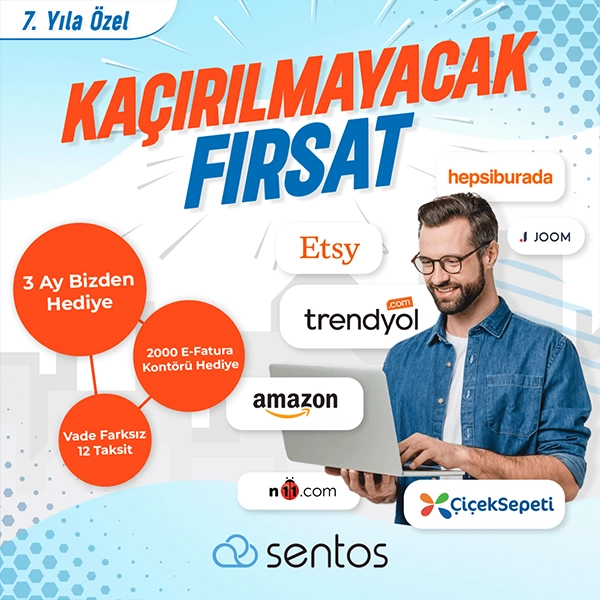 7. Yıla Özel
KAÇIRILMAYACAK
FIRSAT
hepsiburada
JOOM
Etsy
3 Ay Bizden
Hediye
.com
trendyol
2000 E-Fatura
Kontörü Hediye
amazon
Vade Farksız
12 Taksit
n11.com
ÇiçekSepeti
sentos